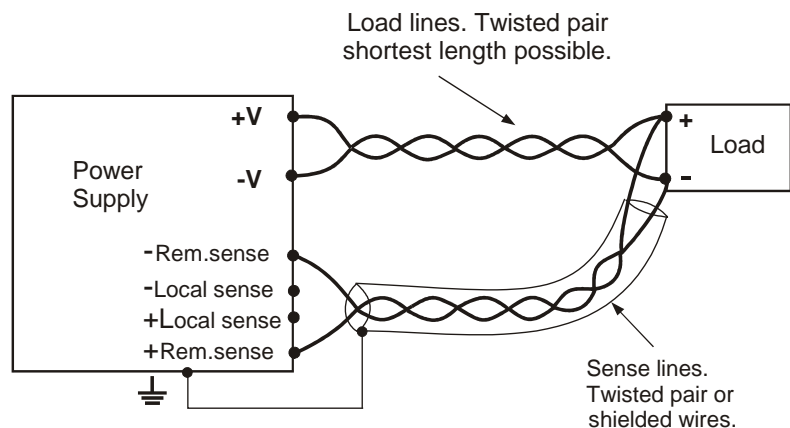 Load lines. Twisted pair
shortest length possible.
+V
+
Load
Power
Supply
-V
-
-Rem.sense
-Local sense
+Local sense
+Rem.sense
Sense lines.
Twisted pair or
shielded wires.